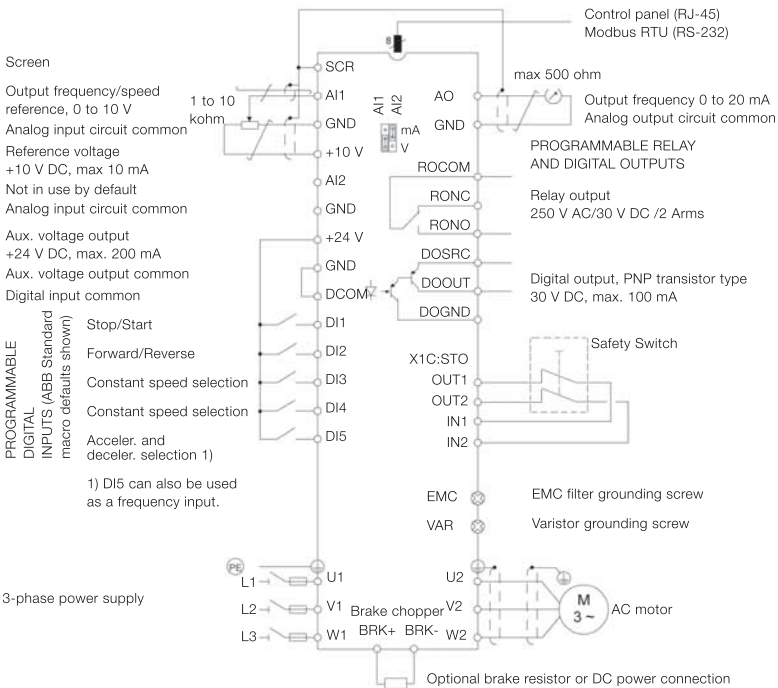 Control panel (RJ-45)
Modbus RTU (RS-232)
8
Screen
SCR
max 500 ohm
Output frequency/speed
reference, 0 to 10 V
1 to 10
kohm
AI1
AI1
AI2
AO
Output frequency 0 to 20 mA
Analog output circuit common
Analog input circuit common
GND
mA
V
GND
Reference voltage
+10 V DC, max 10 mA
+10 V
PROGRAMMABLE RELAY
AND DIGITAL OUTPUTS
ROCOM
Not in use by default
AI2
RONC
Relay output
250 V AC/30 V DC /2 Arms
Analog input circuit common
GND
RONO
Aux. voltage output
+24 V DC, max. 200 mA
+24 V
DOSRC
Aux. voltage output common
GND
DOOUT
Digital output, PNP transistor type
30 V DC, max. 100 mA
Digital input common
DCOM
DOGND
PROGRAMMABLE
DIGITAL
INPUTS (ABB Standard
macro defaults shown)
Stop/Start
DI1
Forward/Reverse
DI2
Constant speed selection
DI3
Constant speed selection
DI4
Acceler. and
deceler. selection 1)
DI5
1) DI5 can also be used
as a frequency input.
Safety Switch
X1C:STO
OUT1
OUT2
IN1
IN2
EMC
EMC filter grounding screw
VAR
Varistor grounding screw
PE
3-phase power supply
L1
U1
U2
L2
V1
Brake chopper
V2
M
3 ~
AC motor
L3
W1
BRK+
BRK-
W2
Optional brake resistor or DC power connection